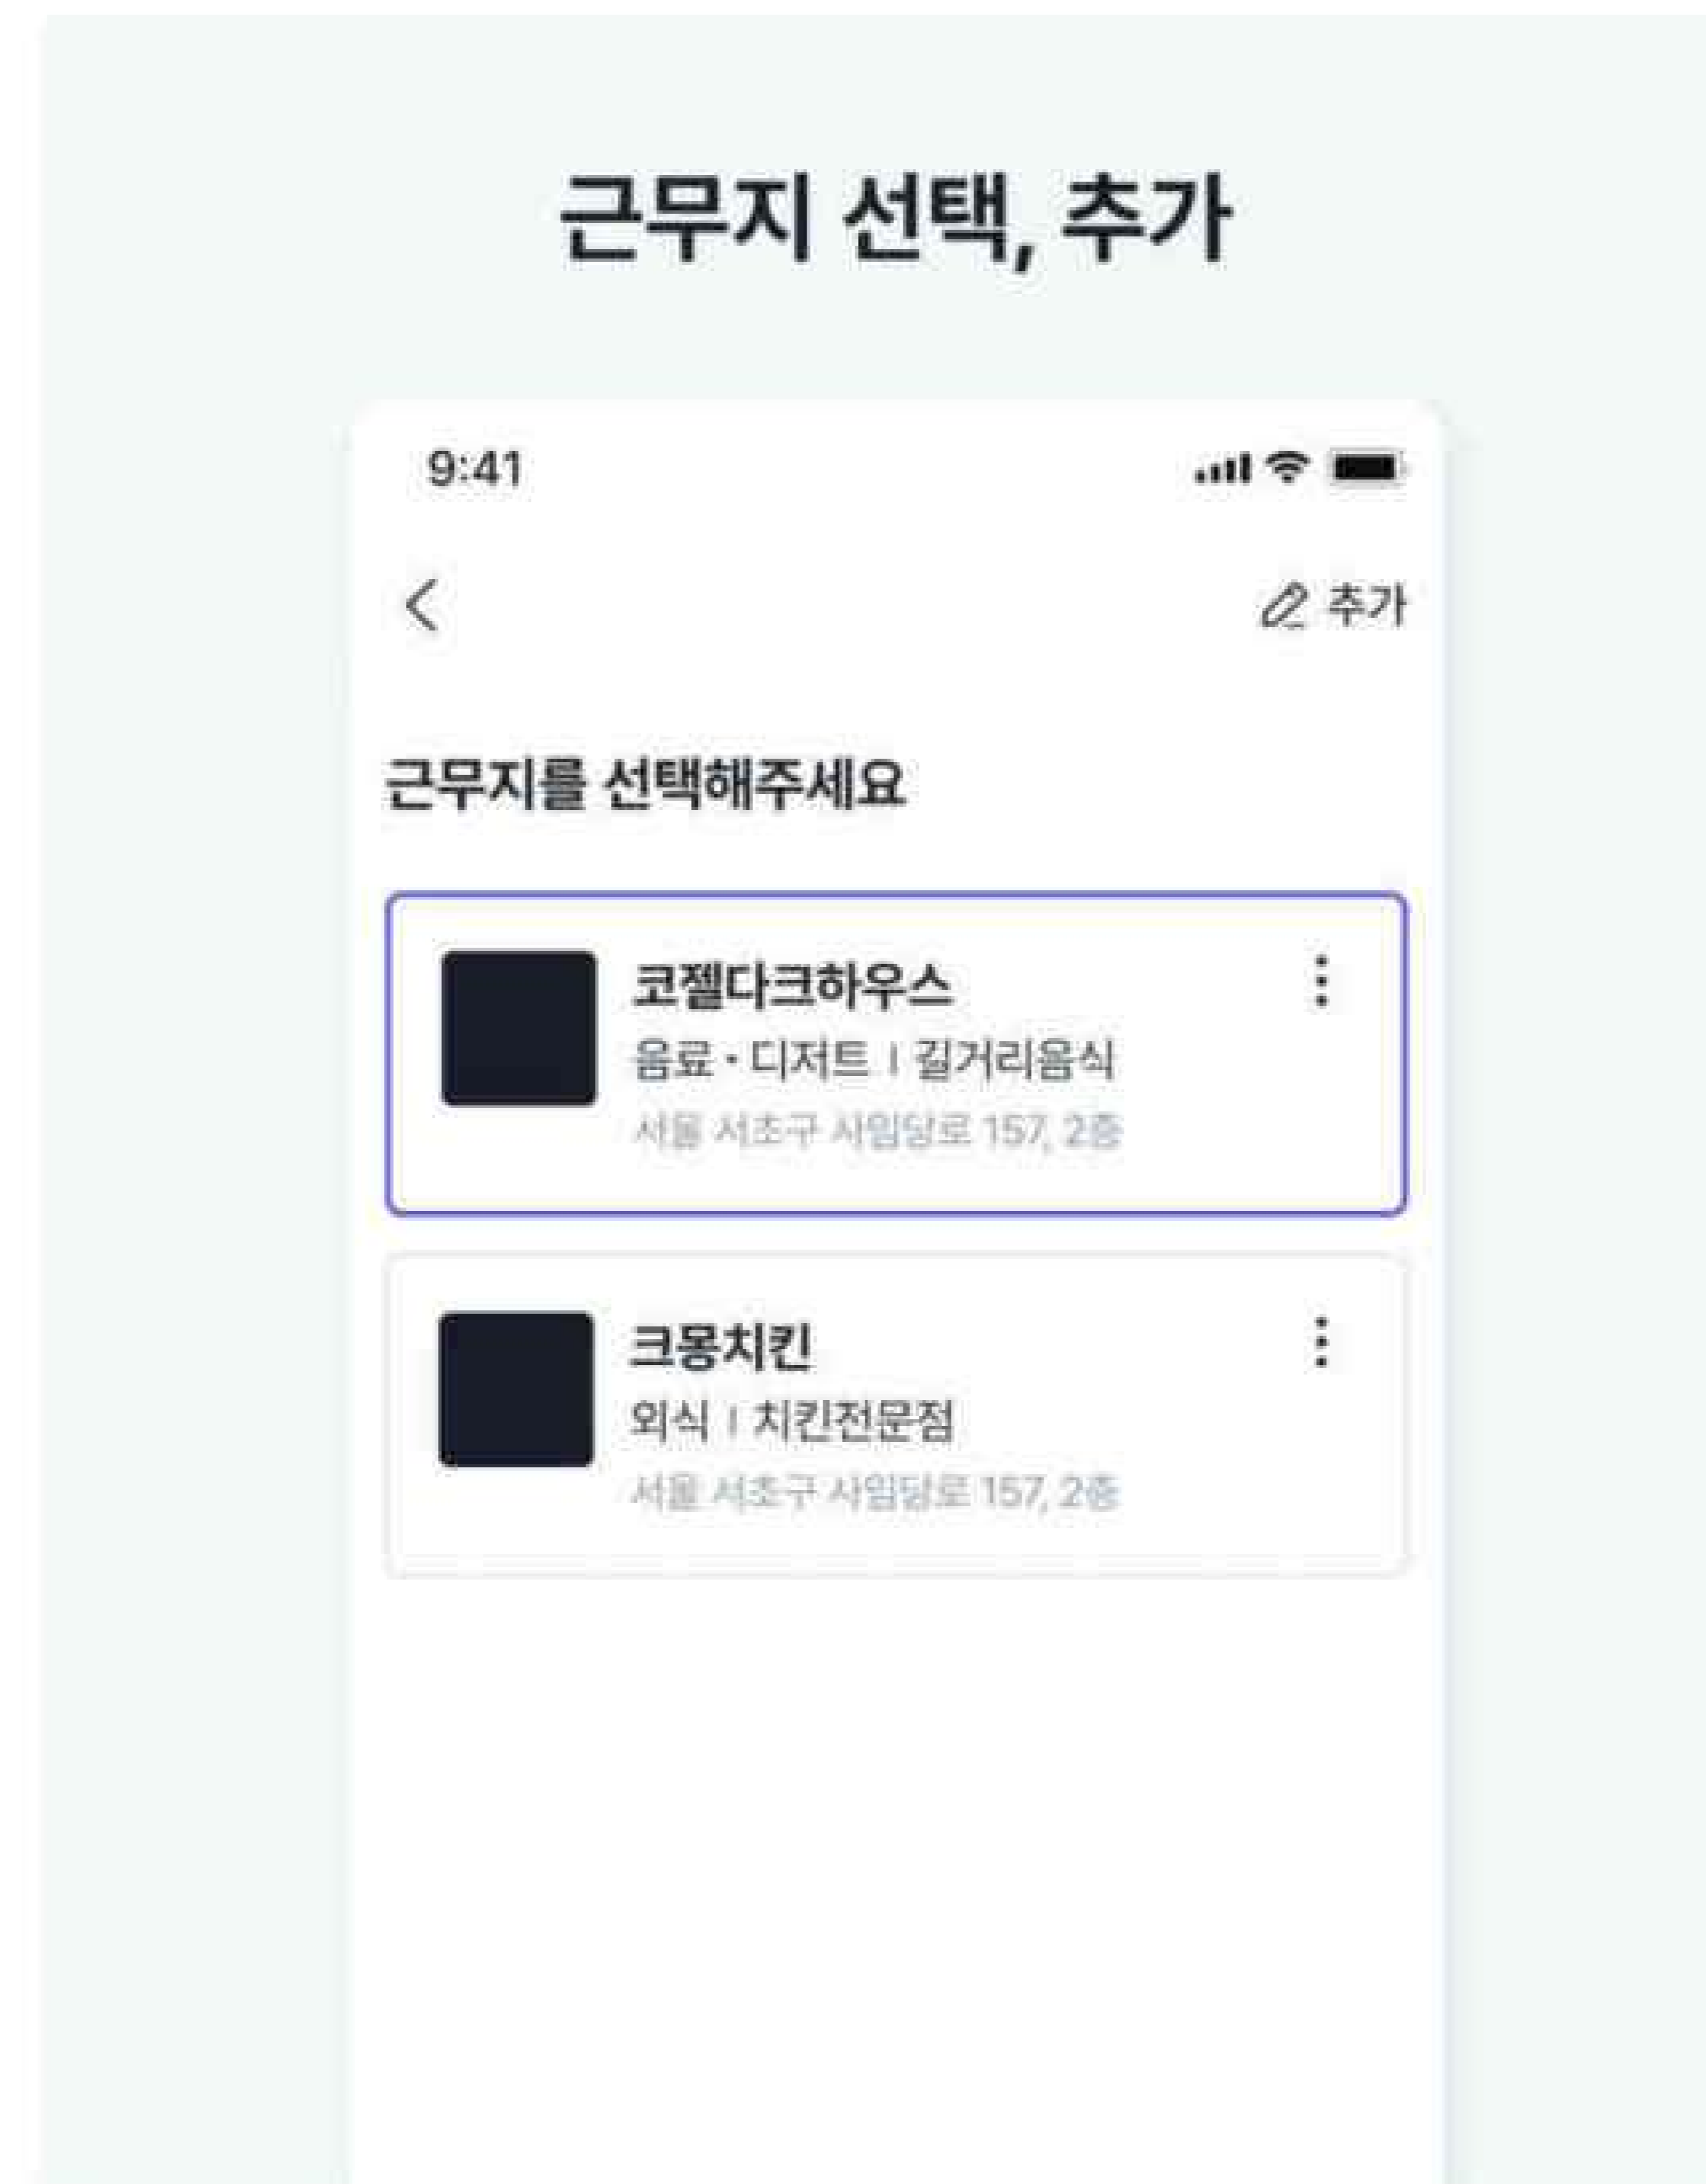 근무지 선택, 추가
9:41
추가
근무지를 선택해주세요
코젤다크하우스
음료 · 디저트 | 길거리음식
서울 서초구 사임당로 157, 2층
크몽치킨
외식 | 치킨전문점
서울 서초구 사임당로 157, 2층